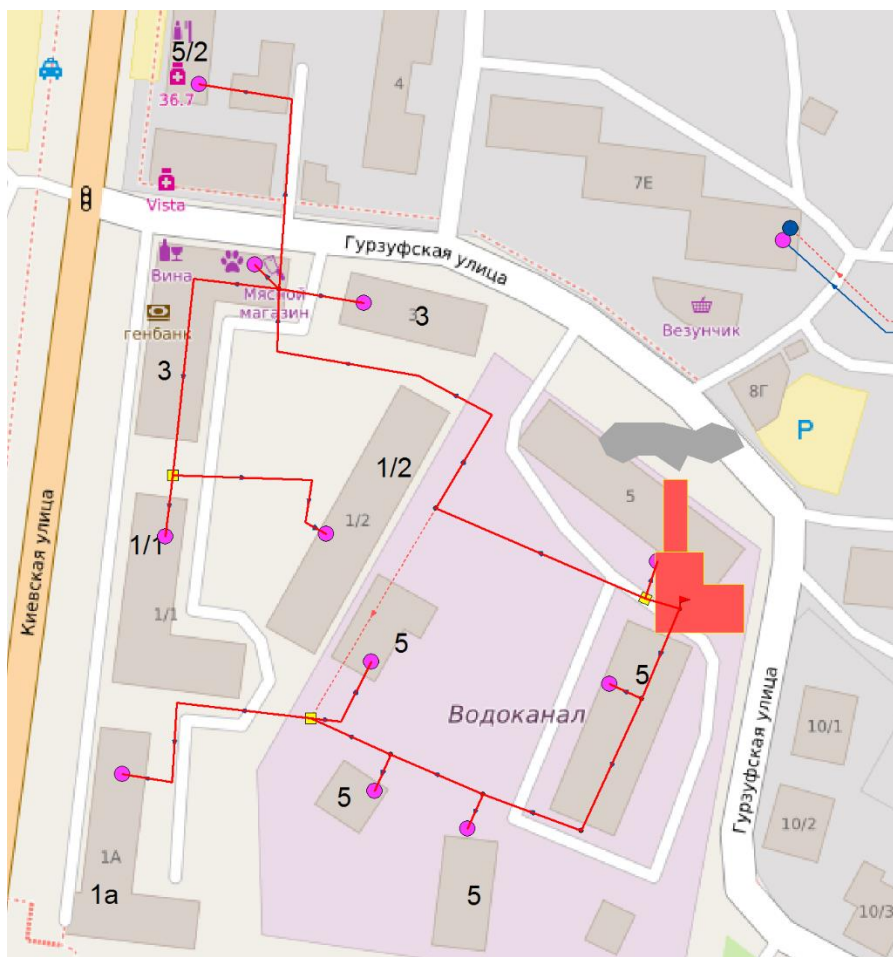 5/2
36.7
4
7Е
Vista
Гурзуфская улица
Вина
Мясной
магазин
генбанк
3
3
3
Везунчик
8Г
P
1/2
1/2
5
1/1
1/1
Киевская улица
5
5
Водоканал
Гурзуфская улица
10/1
5
10/2
1А
1а
5
10/3